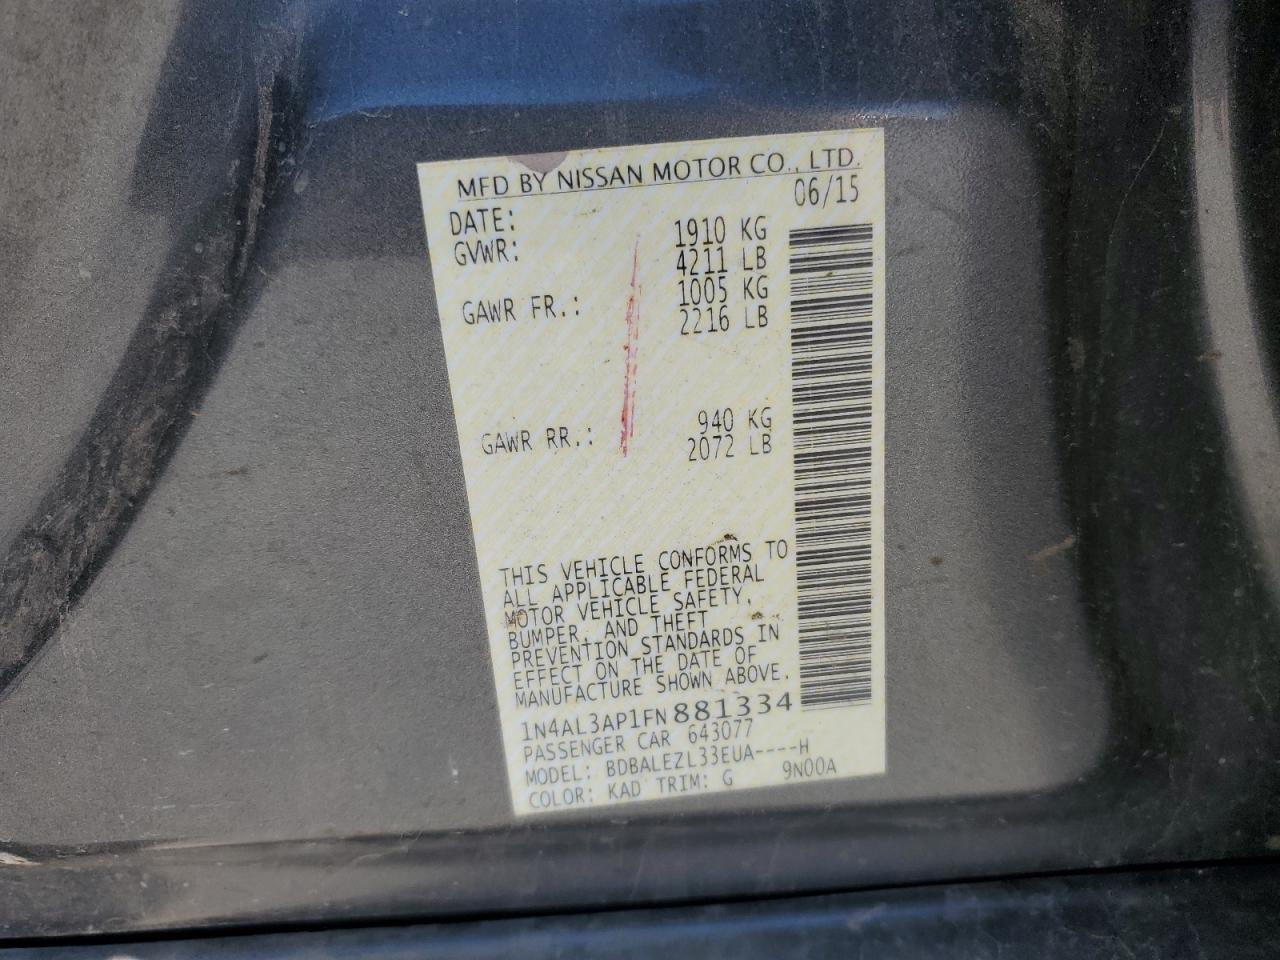 MFD BY NISSAN MOTOR CO., LTD.
DATE: 06/15
GVWR: 1910 KG
4211 LB
GAWR FR.: 1005 KG
2216 LB
GAWR RR.: 940 KG
2072 LB
THIS VEHICLE CONFORMS TO
ALL APPLICABLE FEDERAL
MOTOR VEHICLE SAFETY,
BUMPER, AND THEFT
PREVENTION STANDARDS IN
EFFECT ON THE DATE OF
MANUFACTURE SHOWN ABOVE.
1N4AL3AP1FN881334
PASSENGER CAR 643077
MODEL: BDBALEZL33EUA----H
COLOR: KAD TRIM: G 9N00A